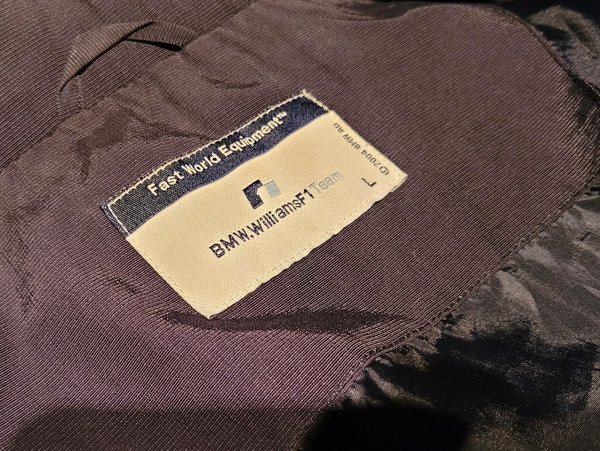 Fast World Equipment™
BMW.WilliamsF1Team
L
©2004 BMW AG